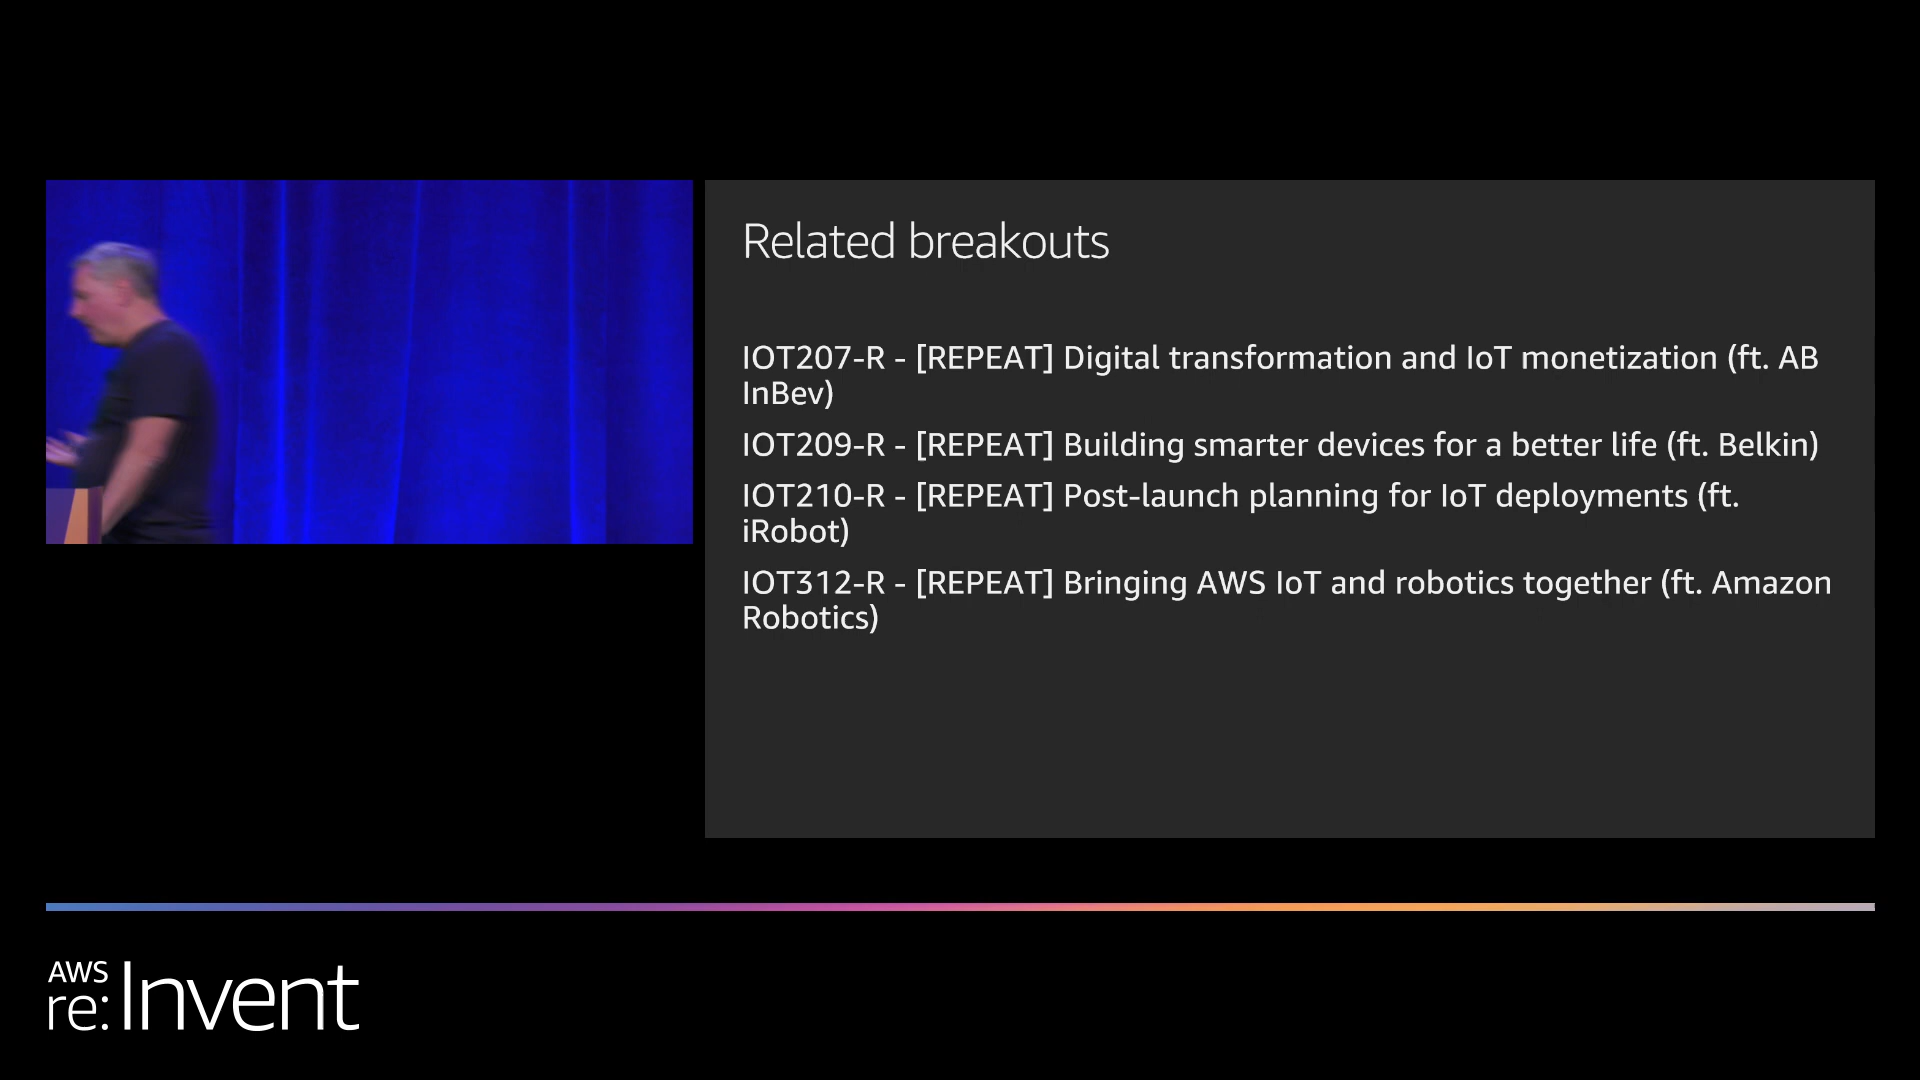 Related breakouts
IOT207-R - [REPEAT] Digital transformation and IoT monetization (ft. AB
InBev)
IOT209-R - [REPEAT] Building smarter devices for a better life (ft. Belkin)
IOT210-R - [REPEAT] Post-launch planning for IoT deployments (ft.
iRobot)
IOT312-R - [REPEAT] Bringing AWS IoT and robotics together (ft. Amazon
Robotics)
AWS
re:Invent